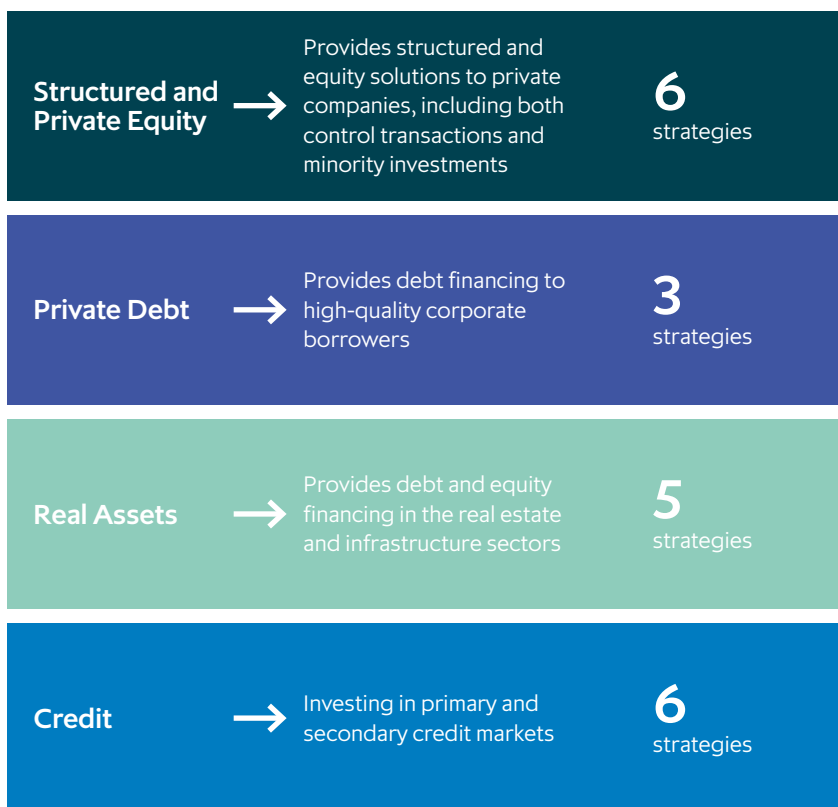 Structured and
Private Equity
Provides structured and
equity solutions to private
companies, including both
control transactions and
minority investments
6
strategies
Private Debt
Provides debt financing to
high-quality corporate
borrowers
3
strategies
Real Assets
Provides debt and equity
financing in the real estate
and infrastructure sectors
5
strategies
Credit
Investing in primary and
secondary credit markets
6
strategies